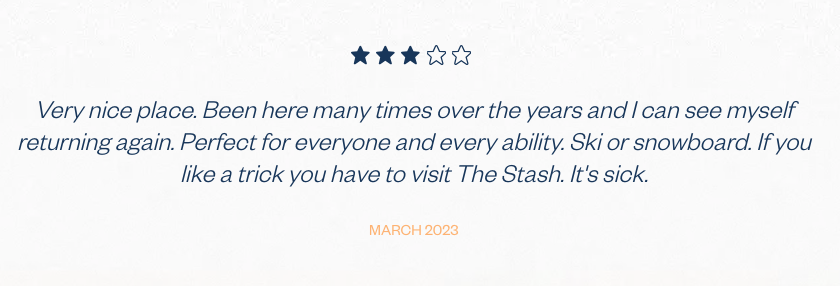 Very nice place. Been here many times over the years and I can see myself
returning again. Perfect for everyone and every ability. Ski or snowboard. If you
like a trick you have to visit The Stash. It's sick.
MARCH 2023